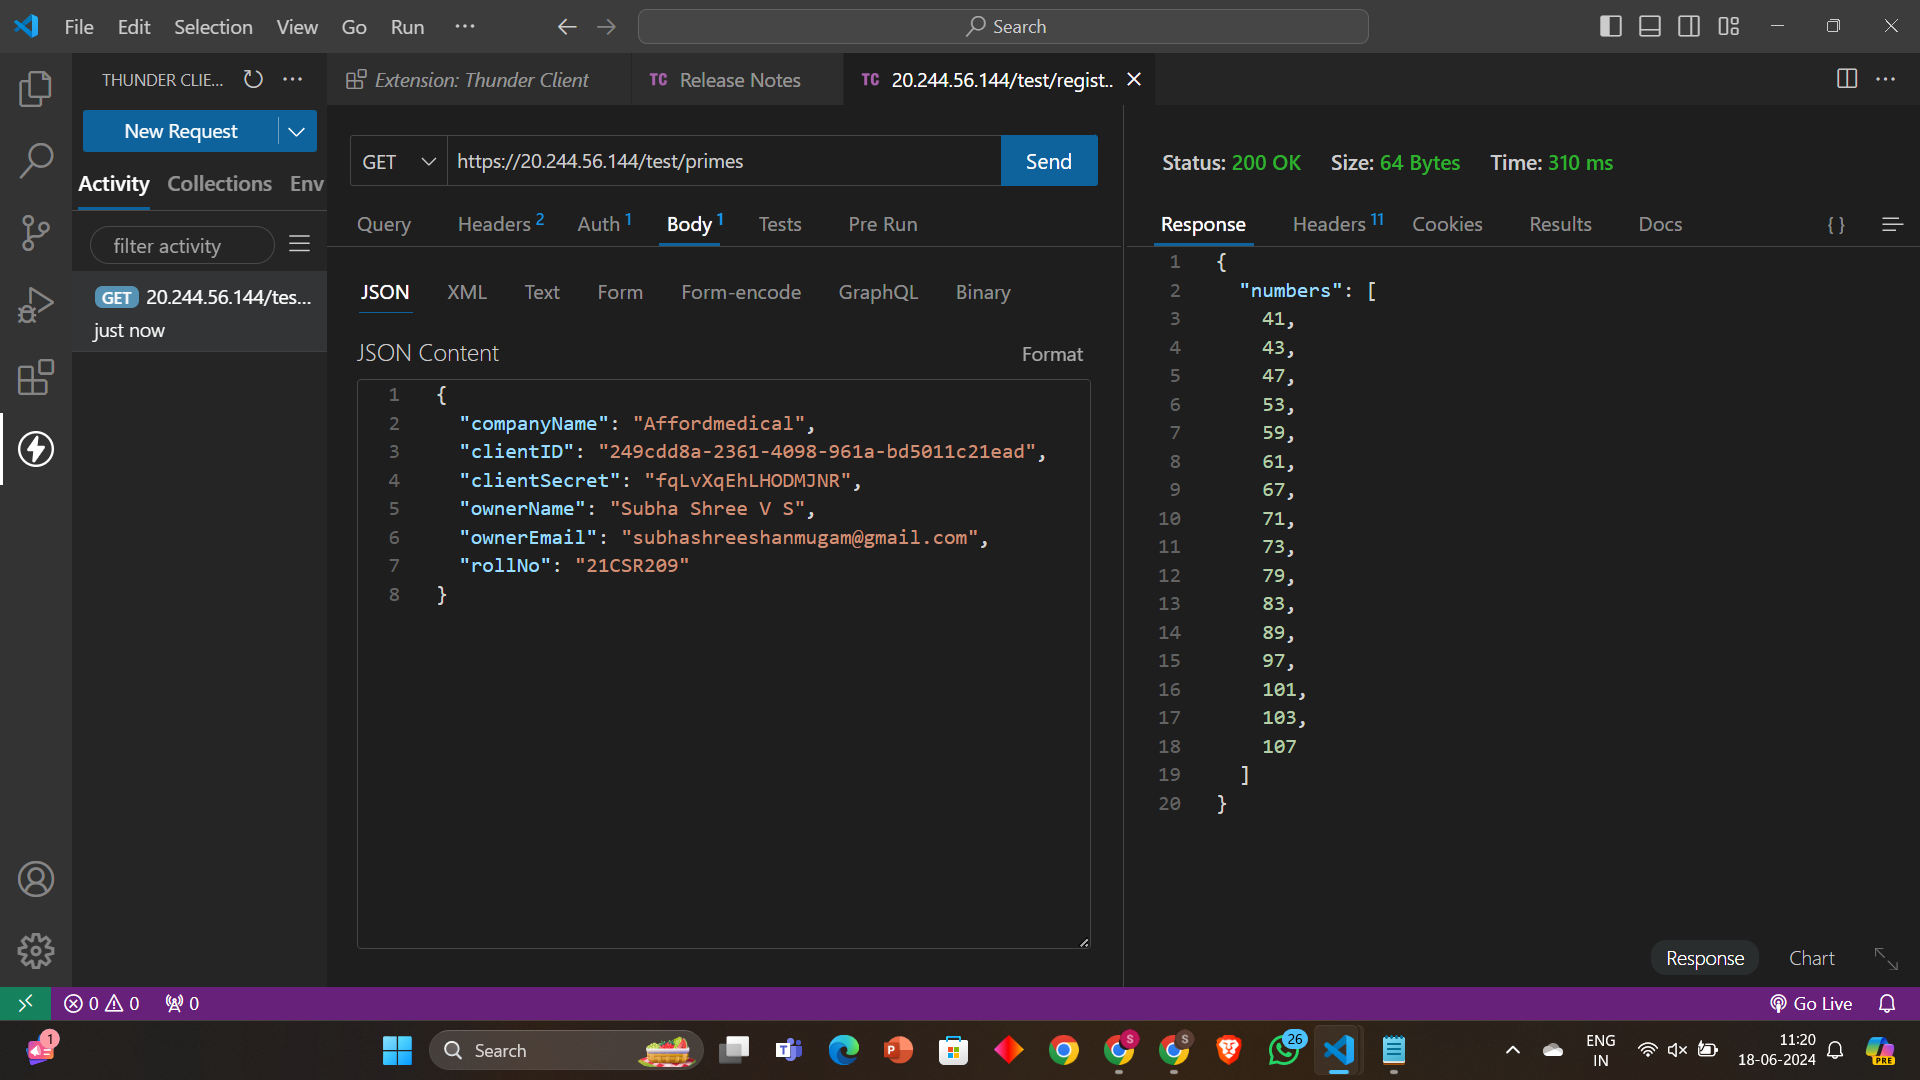 File Edit Selection View Go Run ···
Search
THUNDER CLIE... ···
Extension: Thunder Client
TC Release Notes
TC 20.244.56.144/test/regist..
New Request
Activity Collections Env
filter activity
GET 20.244.56.144/tes...
just now
GET
https://20.244.56.144/test/primes
Send
Query Headers 2 Auth 1 Body 1 Tests Pre Run
JSON XML Text Form Form-encode GraphQL Binary
JSON Content
Format
1 {
2 "companyName": "Affordmedical",
3 "clientID": "249cdd8a-2361-4098-961a-bd5011c21ead",
4 "clientSecret": "fqLvXqEhLHODMJNR",
5 "ownerName": "Subha Shree V S",
6 "ownerEmail": "subhashreeshanmugam@gmail.com",
7 "rollNo": "21CSR209"
8 }
Status: 200 OK Size: 64 Bytes Time: 310 ms
Response Headers 11 Cookies Results Docs { }
1 {
2 "numbers": [
3 41,
4 43,
5 47,
6 53,
7 59,
8 61,
9 67,
10 71,
11 73,
12 79,
13 83,
14 89,
15 97,
16 101,
17 103,
18 107
19 ]
20 }
Response Chart
0 0 0
Go Live
1
Search
S
S
26
ENG
IN
11:20
18-06-2024
PRE